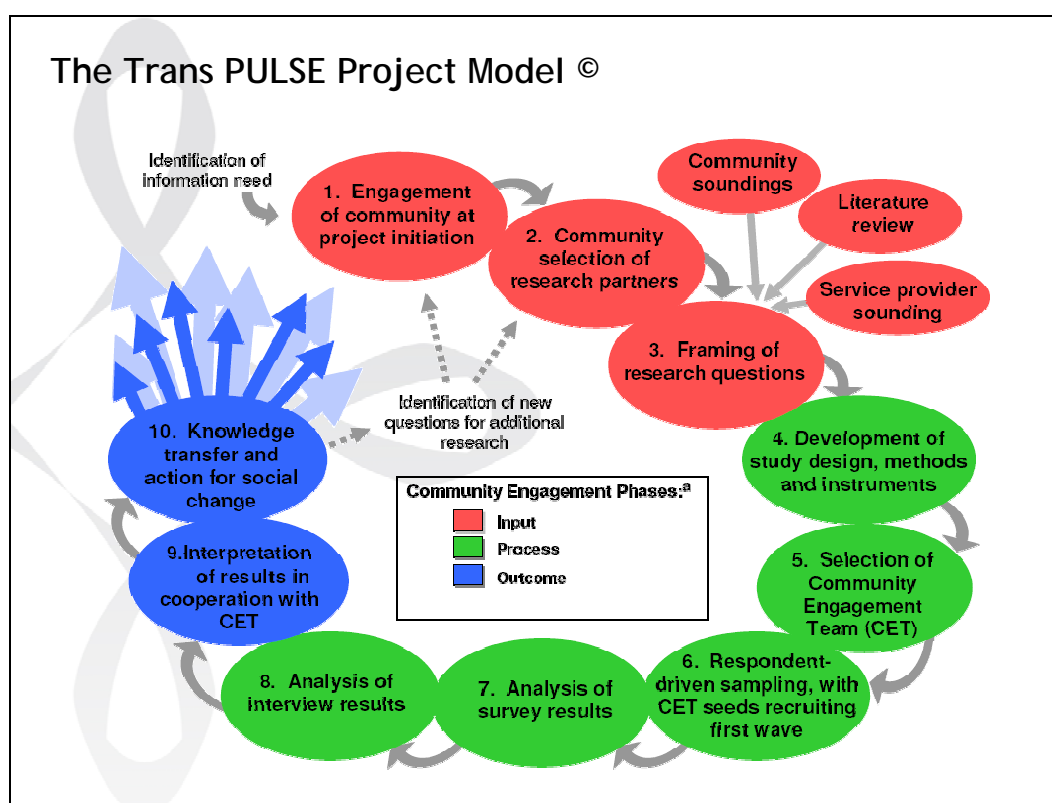 The Trans PULSE Project Model ©
Identification of
information need
1. Engagement
of community at
project initiation
2. Community
selection of
research partners
Community
soundings
Literature
review
Service provider
sounding
3. Framing of
research questions
4. Development of
study design, methods
and instruments
5. Selection of
Community
Engagement
Team (CET)
6. Respondent-
driven sampling, with
CET seeds recruiting
first wave
7. Analysis of
survey results
8. Analysis of
interview results
9.Interpretation
of results in
cooperation with
CET
10. Knowledge
transfer and
action for social
change
Identification of new
questions for additional
research
Community Engagement Phases:ª
Input
Process
Outcome